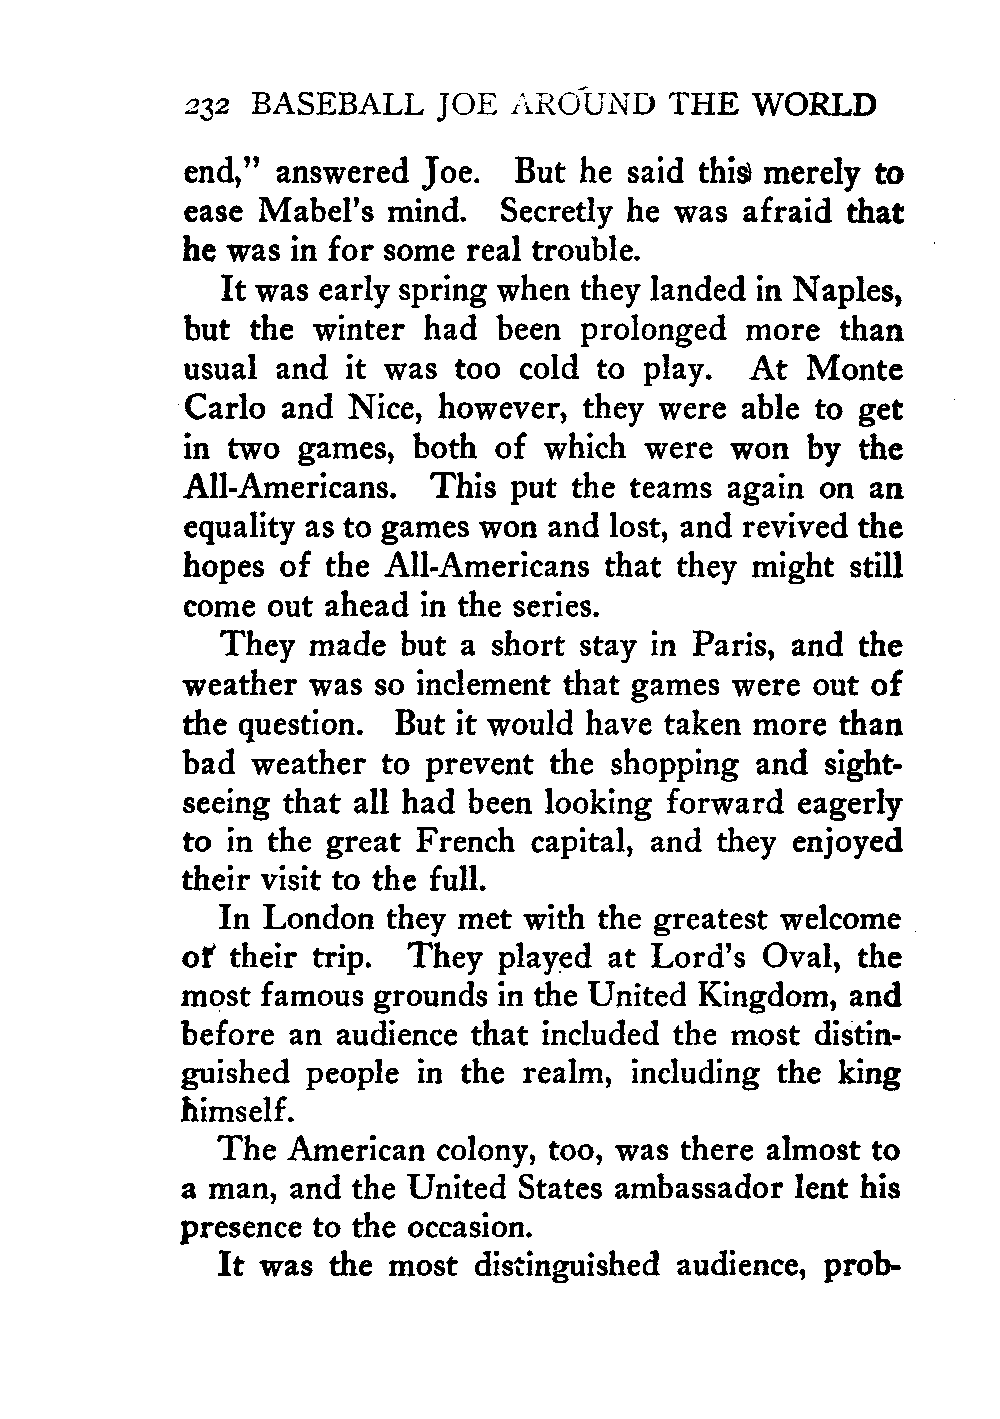 232 BASEBALL JOE AROUND THE WORLD
end," answered Joe. But he said this merely to
ease Mabel's mind. Secretly he was afraid that
he was in for some real trouble.
It was early spring when they landed in Naples,
but the winter had been prolonged more than
usual and it was too cold to play. At Monte
Carlo and Nice, however, they were able to get
in two games, both of which were won by the
All-Americans. This put the teams again on an
equality as to games won and lost, and revived the
hopes of the All-Americans that they might still
come out ahead in the series.
They made but a short stay in Paris, and the
weather was so inclement that games were out of
the question. But it would have taken more than
bad weather to prevent the shopping and sight-
seeing that all had been looking forward eagerly
to in the great French capital, and they enjoyed
their visit to the full.
In London they met with the greatest welcome
of their trip. They played at Lord's Oval, the
most famous grounds in the United Kingdom, and
before an audience that included the most distin-
guished people in the realm, including the king
himself.
The American colony, too, was there almost to
a man, and the United States ambassador lent his
presence to the occasion.
It was the most distinguished audience, prob-